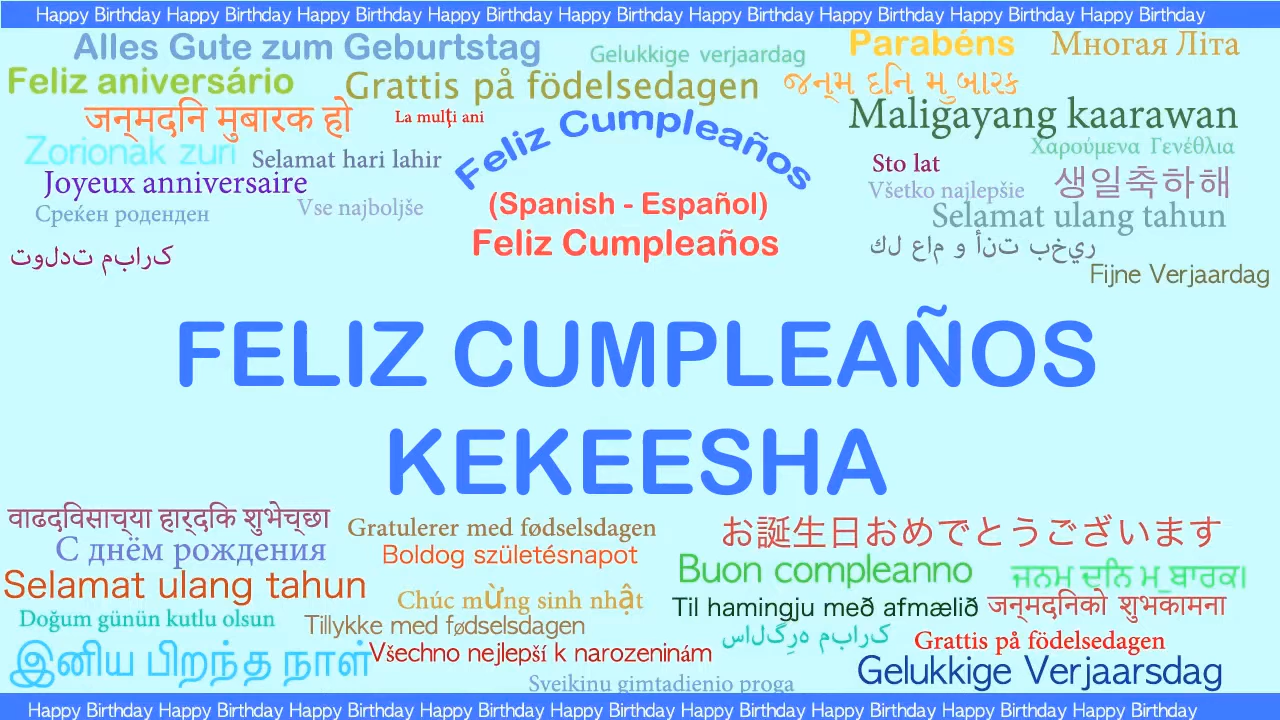 Happy Birthday Happy Birthday Happy Birthday Happy Birthday Happy Birthday Happy Birthday Happy Birthday Happy Birthday Happy Birthday
Alles Gute zum Geburtstag
Gelukkige verjaardag
Parabéns
Многая Літа
Feliz aniversário
Grattis på födelsedagen
જન્મ દિન મુબારક
जन्मदिन मुबारक हो
La mulţi ani
Feliz Cumpleaños
Maligayang kaarawan
Zorionak zuri
Selamat hari lahir
Χαρούμενα Γενέθλια
Sto lat
Joyeux anniversaire
(Spanish - Español)
Všetko najlepšie
생일축하해
Среќен роденден
Vse najboljše
Feliz Cumpleaños
Selamat ulang tahun
تولدت مبارک
كل عام و أنت بخير
Fijne Verjaardag
FELIZ CUMPLEAÑOS
KEKEESHA
वाढदिवसाच्या हार्दिक शुभेच्छा
Gratulerer med fødselsdagen
お誕生日おめでとうございます
С днём рождения
Boldog születésnapot
Selamat ulang tahun
Buon compleanno
ਜਨਮ ਦਿਨ ਮੁਬਾਰਕ।
Chúc mừng sinh nhật
Til hamingju með afmælið
जन्मदिनको शुभकामना
Doğum günün kutlu olsun
Tillykke med fødselsdagen
سالگرہ مبارک
Grattis på födelsedagen
இனிய பிறந்த நாள்
Všechno nejlepší k narozeninám
Gelukkige Verjaarsdag
Sveikinu gimtadienio proga
Happy Birthday Happy Birthday Happy Birthday Happy Birthday Happy Birthday Happy Birthday Happy Birthday Happy Birthday Happy Birthday